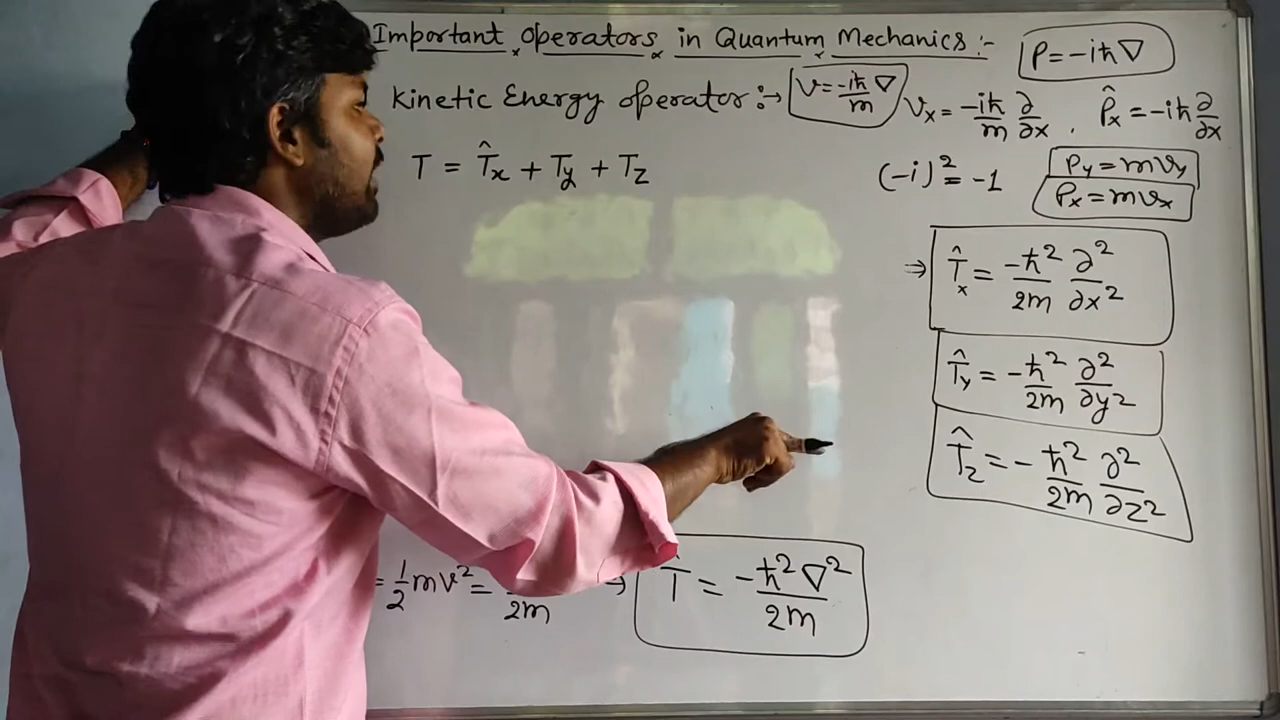 Important Operators in Quantum Mechanics :-
P = -iħ∇
Kinetic Energy operator :→ V = -iħ/m ∇
Vx = -iħ/m ∂/∂x , P̂x = -iħ ∂/∂x
T = T̂x + Ty + Tz
(-i)² = -1
Py = mvy
Px = mvx
⇒ T̂x = -ħ²/2m ∂²/∂x²
T̂y = -ħ²/2m ∂²/∂y²
T̂z = -ħ²/2m ∂²/∂z²
= 1/2 mv² = 2m → T̂ = -ħ²∇²/2m